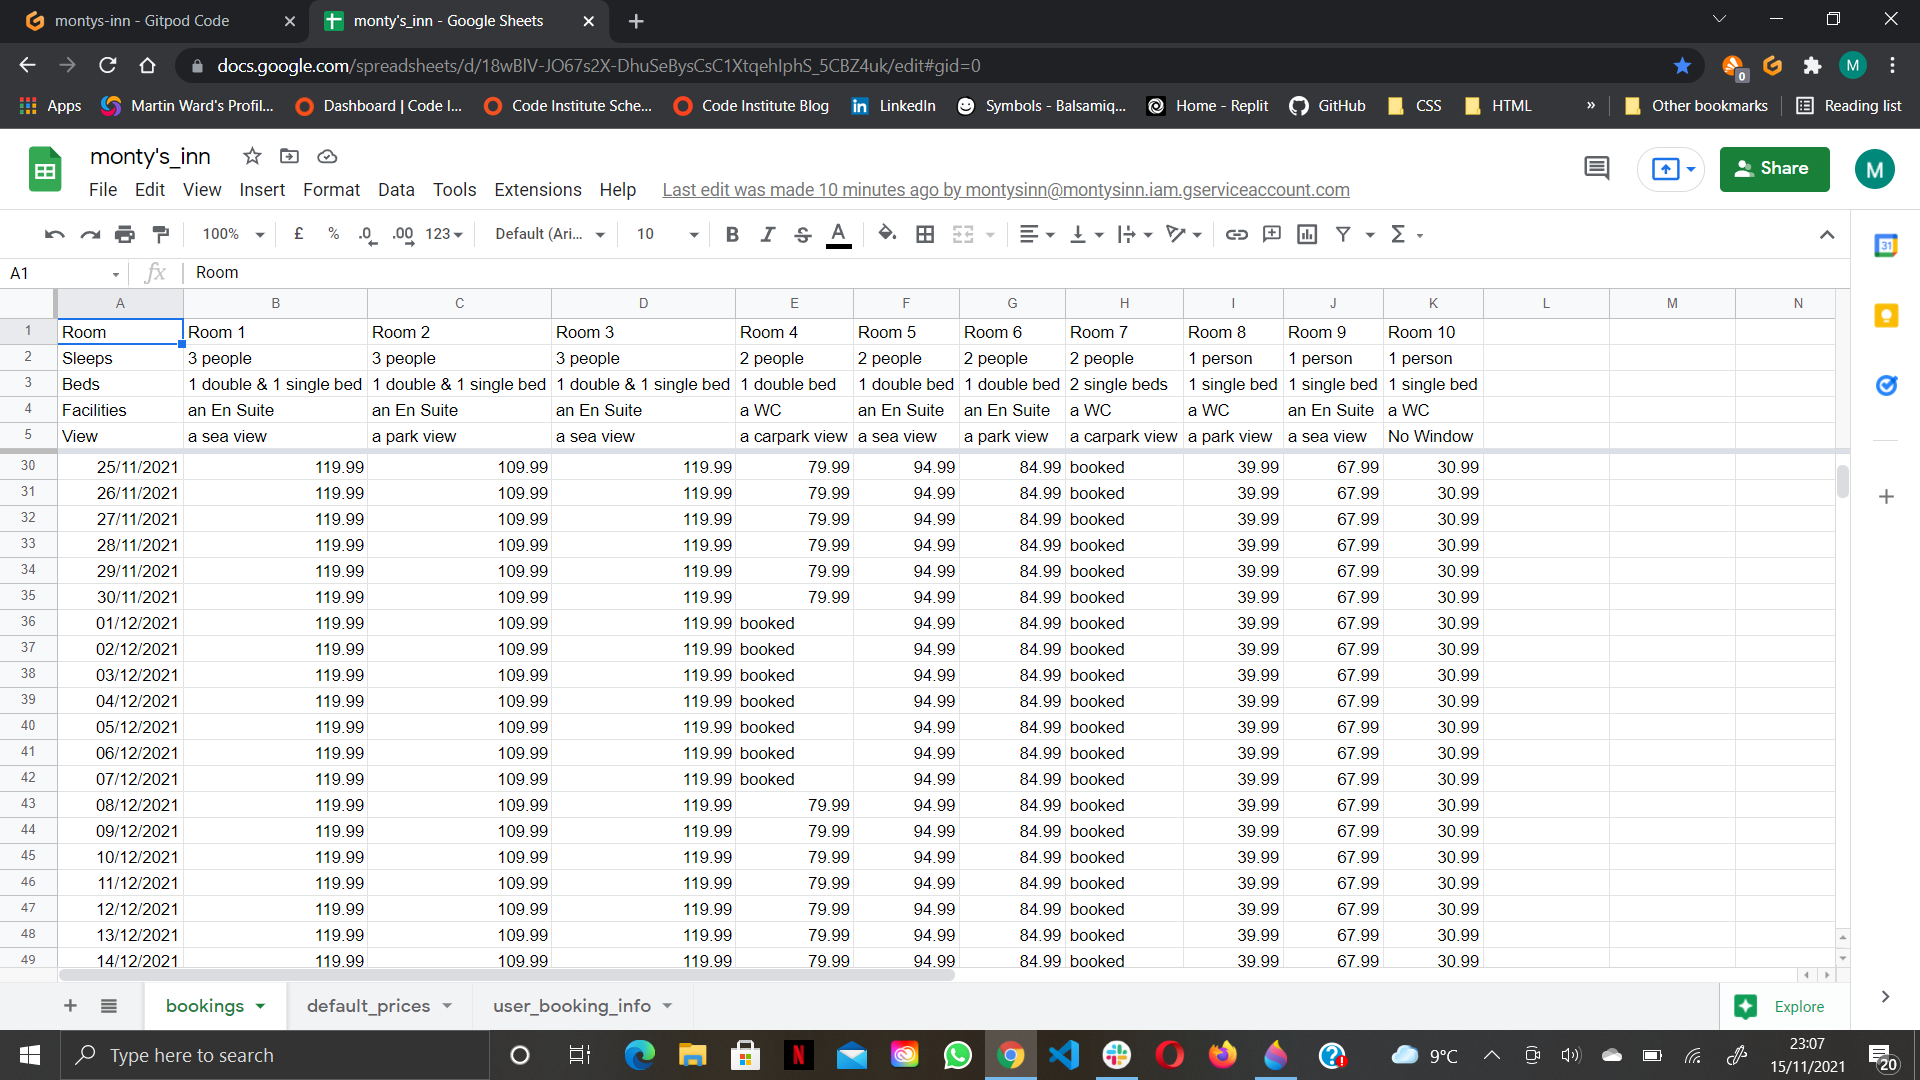 montys-inn - Gitpod Code monty's_inn - Google Sheets
docs.google.com/spreadsheets/d/18wBlV-JO67s2X-DhuSeBysCsC1XtqehIphS_5CBZ4uk/edit#gid=0 0 M
Apps Martin Ward's Profil... Dashboard | Code I... Code Institute Sche... Code Institute Blog LinkedIn Symbols - Balsamiq... Home - Replit GitHub CSS HTML » Other bookmarks Reading list
monty's_inn Share M
File Edit View Insert Format Data Tools Extensions Help Last edit was made 10 minutes ago by montysinn@montysinn.iam.gserviceaccount.com
100% £ % .0 .00 123 Default (Ari... 10 B I S A Σ 31
A1 fx Room
A B C D E F G H I J K L M N
1 Room Room 1 Room 2 Room 3 Room 4 Room 5 Room 6 Room 7 Room 8 Room 9 Room 10
2 Sleeps 3 people 3 people 3 people 2 people 2 people 2 people 2 people 1 person 1 person 1 person
3 Beds 1 double & 1 single bed 1 double & 1 single bed 1 double & 1 single bed 1 double bed 1 double bed 1 double bed 2 single beds 1 single bed 1 single bed 1 single bed
4 Facilities an En Suite an En Suite an En Suite a WC an En Suite an En Suite a WC a WC an En Suite a WC
5 View a sea view a park view a sea view a carpark view a sea view a park view a carpark view a park view a sea view No Window
30 25/11/2021 119.99 109.99 119.99 79.99 94.99 84.99 booked 39.99 67.99 30.99
31 26/11/2021 119.99 109.99 119.99 79.99 94.99 84.99 booked 39.99 67.99 30.99
32 27/11/2021 119.99 109.99 119.99 79.99 94.99 84.99 booked 39.99 67.99 30.99
33 28/11/2021 119.99 109.99 119.99 79.99 94.99 84.99 booked 39.99 67.99 30.99
34 29/11/2021 119.99 109.99 119.99 79.99 94.99 84.99 booked 39.99 67.99 30.99
35 30/11/2021 119.99 109.99 119.99 79.99 94.99 84.99 booked 39.99 67.99 30.99
36 01/12/2021 119.99 109.99 119.99 booked 94.99 84.99 booked 39.99 67.99 30.99
37 02/12/2021 119.99 109.99 119.99 booked 94.99 84.99 booked 39.99 67.99 30.99
38 03/12/2021 119.99 109.99 119.99 booked 94.99 84.99 booked 39.99 67.99 30.99
39 04/12/2021 119.99 109.99 119.99 booked 94.99 84.99 booked 39.99 67.99 30.99
40 05/12/2021 119.99 109.99 119.99 booked 94.99 84.99 booked 39.99 67.99 30.99
41 06/12/2021 119.99 109.99 119.99 booked 94.99 84.99 booked 39.99 67.99 30.99
42 07/12/2021 119.99 109.99 119.99 booked 94.99 84.99 booked 39.99 67.99 30.99
43 08/12/2021 119.99 109.99 119.99 79.99 94.99 84.99 booked 39.99 67.99 30.99
44 09/12/2021 119.99 109.99 119.99 79.99 94.99 84.99 booked 39.99 67.99 30.99
45 10/12/2021 119.99 109.99 119.99 79.99 94.99 84.99 booked 39.99 67.99 30.99
46 11/12/2021 119.99 109.99 119.99 79.99 94.99 84.99 booked 39.99 67.99 30.99
47 12/12/2021 119.99 109.99 119.99 79.99 94.99 84.99 booked 39.99 67.99 30.99
48 13/12/2021 119.99 109.99 119.99 79.99 94.99 84.99 booked 39.99 67.99 30.99
49 14/12/2021 119.99 109.99 119.99 79.99 94.99 84.99 booked 39.99 67.99 30.99
bookings default_prices user_booking_info Explore
Type here to search 9°C 23:07
15/11/2021 20